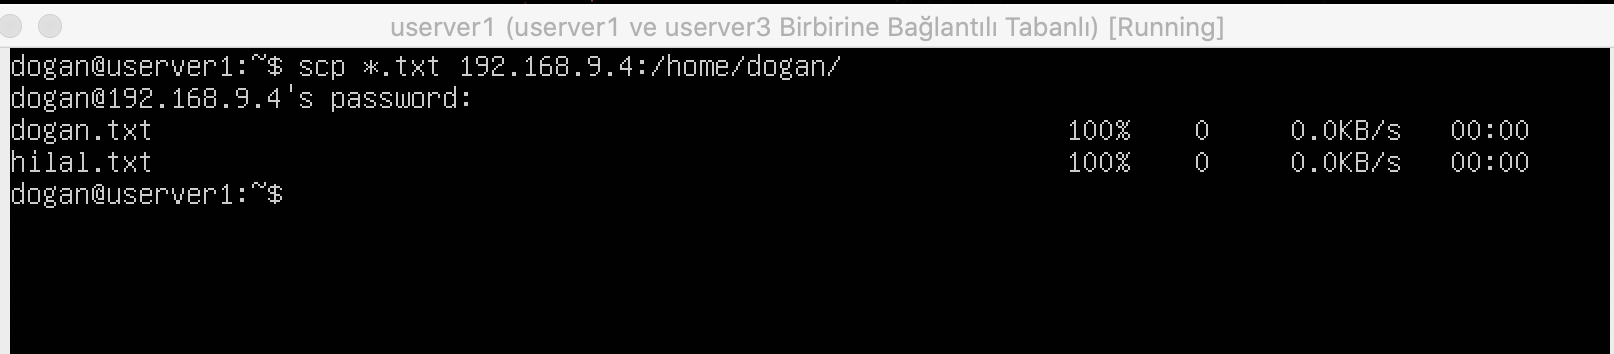 userver1 (userver1 ve userver3 Birbirine Bağlantılı Tabanlı) [Running]
dogan@userver1:~$ scp *.txt 192.168.9.4:/home/dogan/
dogan@192.168.9.4's password:
dogan.txt 100% 0 0.0KB/s 00:00
hilal.txt 100% 0 0.0KB/s 00:00
dogan@userver1:~$